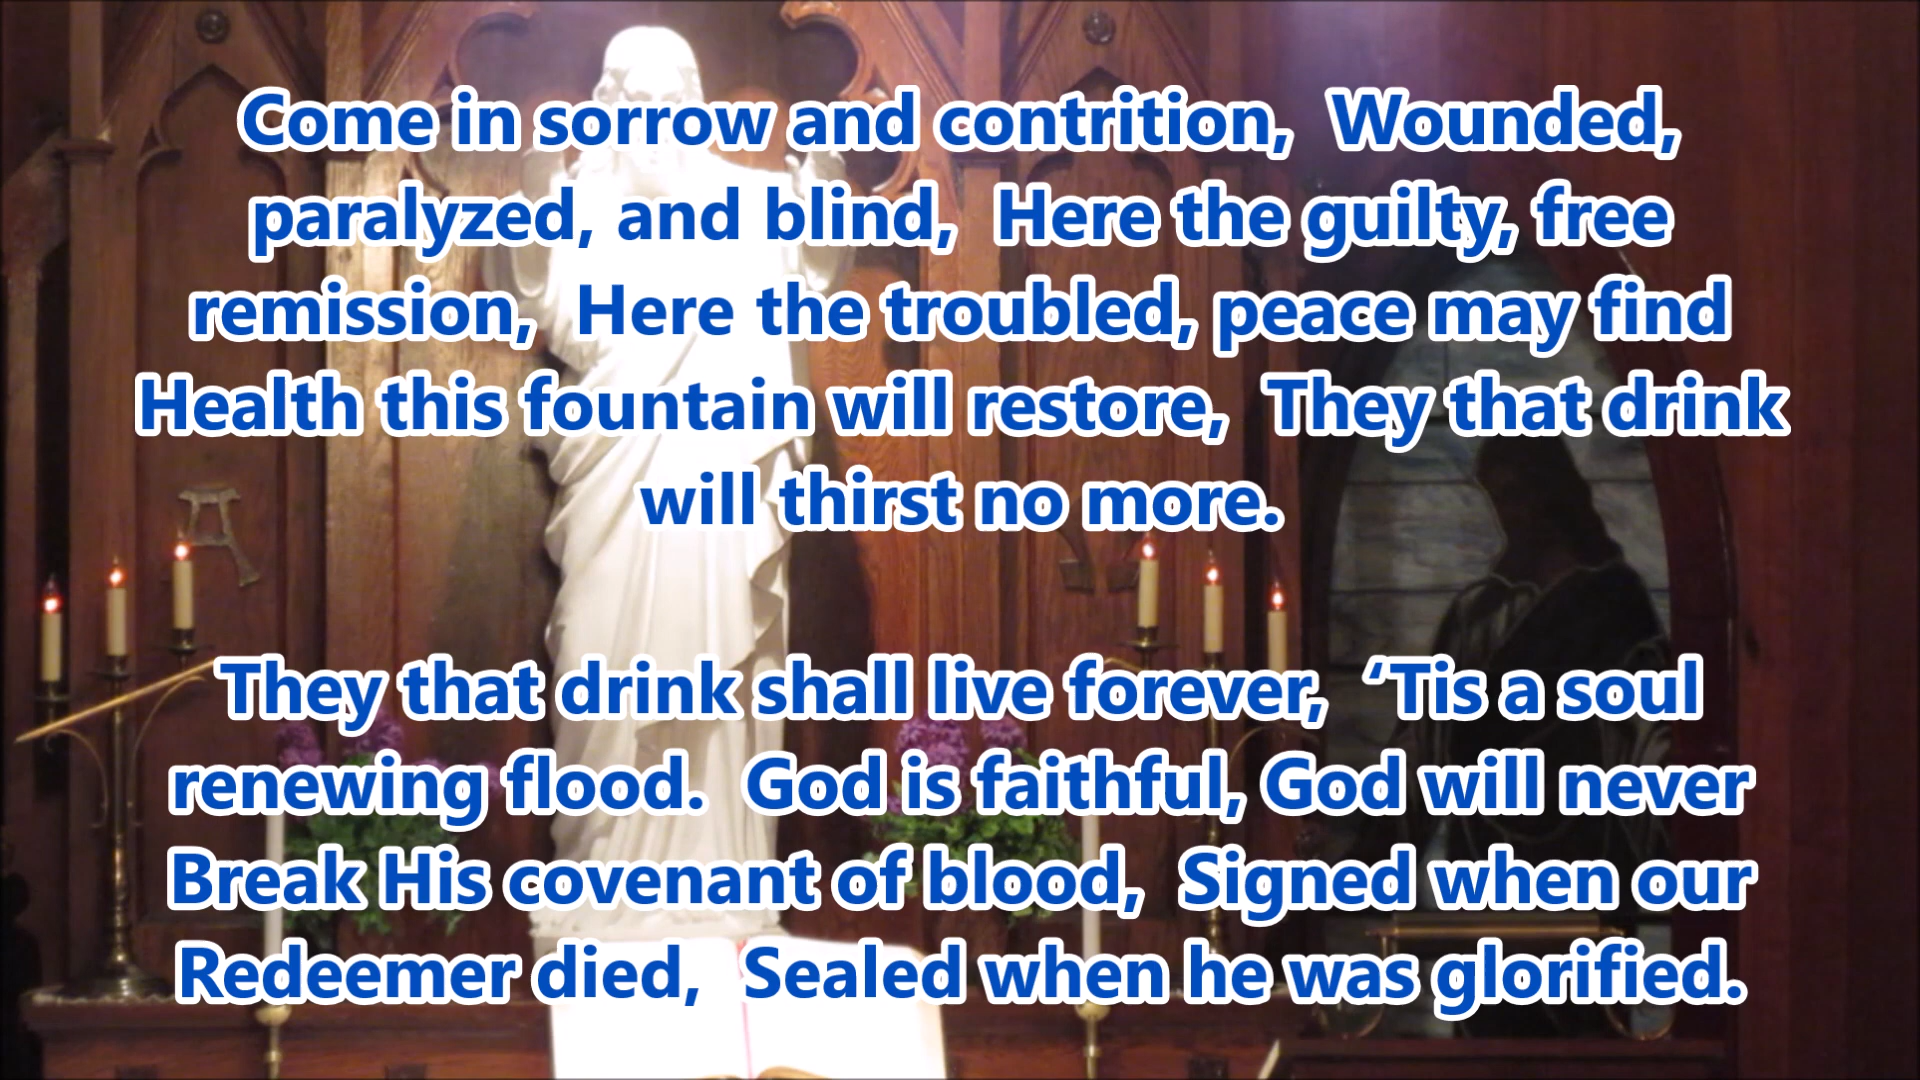 Come in sorrow and contrition,  Wounded,
paralyzed, and blind,  Here the guilty, free
remission,  Here the troubled, peace may find
Health this fountain will restore,  They that drink
will thirst no more.
They that drink shall live forever,  ‘Tis a soul
renewing flood.  God is faithful, God will never
Break His covenant of blood,  Signed when our
Redeemer died,  Sealed when he was glorified.